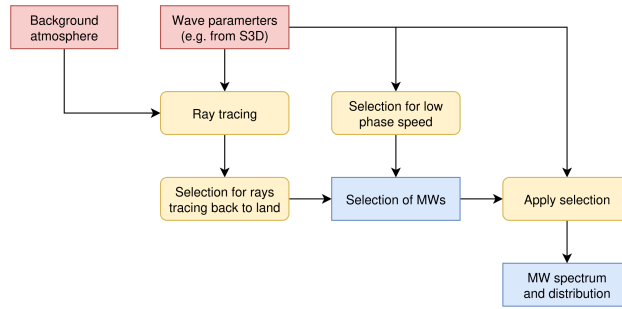 Background
atmosphere
Wave paramerters
(e.g. from S3D)
Ray tracing
Selection for low
phase speed
Selection for rays
tracing back to land
Selection of MWs
Apply selection
MW spectrum
and distribution